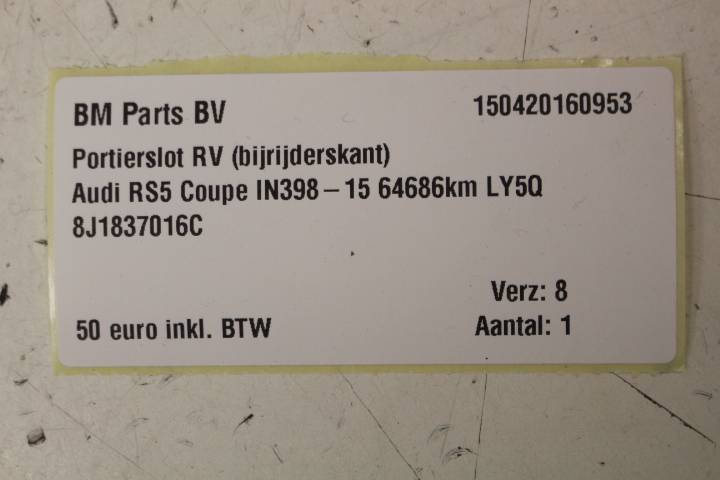 BM Parts BV 150420160953
Portierslot RV (bijrijderskant)
Audi RS5 Coupe IN398 – 15 64686km LY5Q
8J1837016C
Verz: 8
50 euro inkl. BTW Aantal: 1